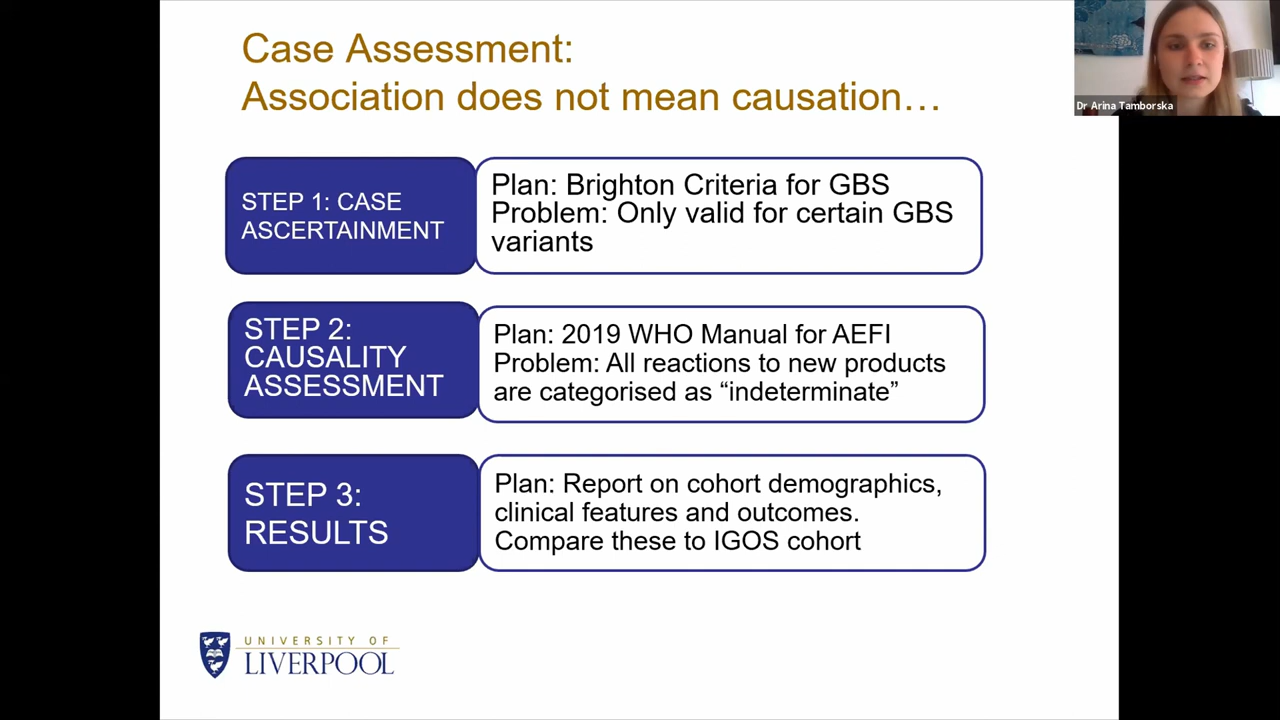 Case Assessment:
Association does not mean causation…
Dr Arina Tamborska
STEP 1: CASE
ASCERTAINMENT
Plan: Brighton Criteria for GBS
Problem: Only valid for certain GBS
variants
STEP 2:
CAUSALITY
ASSESSMENT
Plan: 2019 WHO Manual for AEFI
Problem: All reactions to new products
are categorised as “indeterminate”
STEP 3:
RESULTS
Plan: Report on cohort demographics,
clinical features and outcomes.
Compare these to IGOS cohort
UNIVERSITY OF
LIVERPOOL